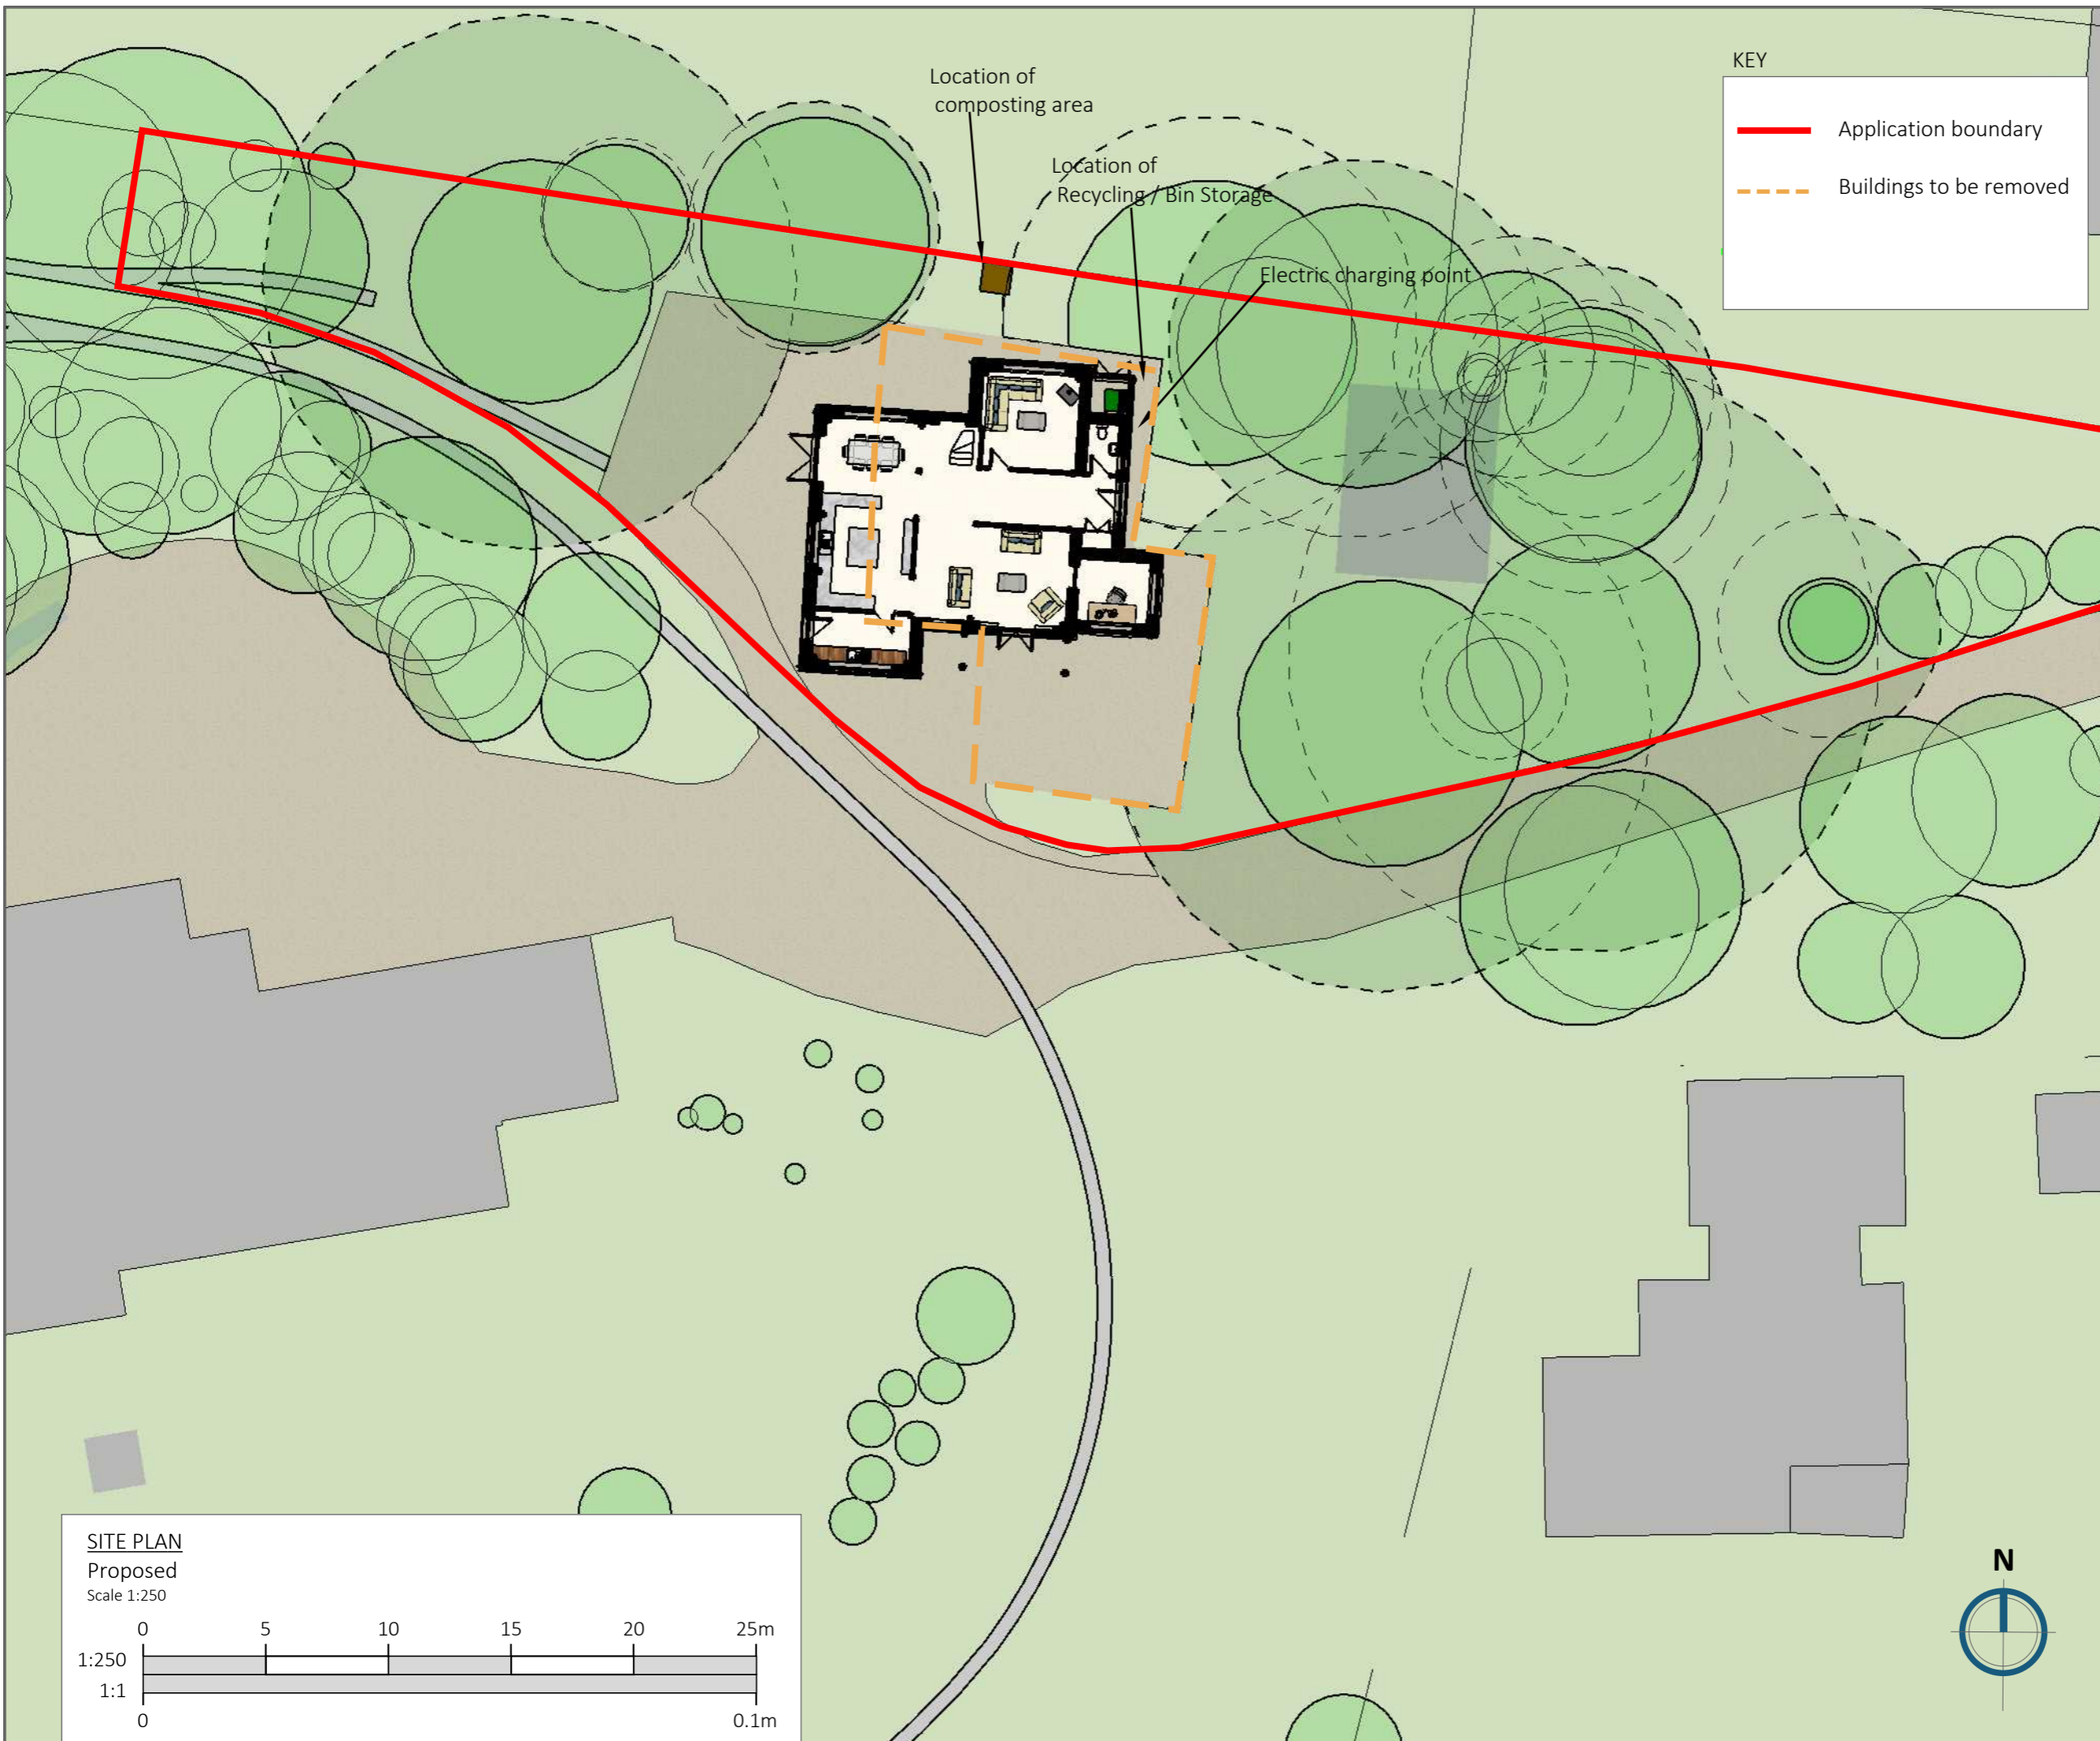 KEY
Application boundary
Buildings to be removed
Location of
composting area
Location of
Recycling / Bin Storage
Electric charging point
SITE PLAN
Proposed
Scale 1:250
0 5 10 15 20 25m
1:250
1:1
0 0.1m
N